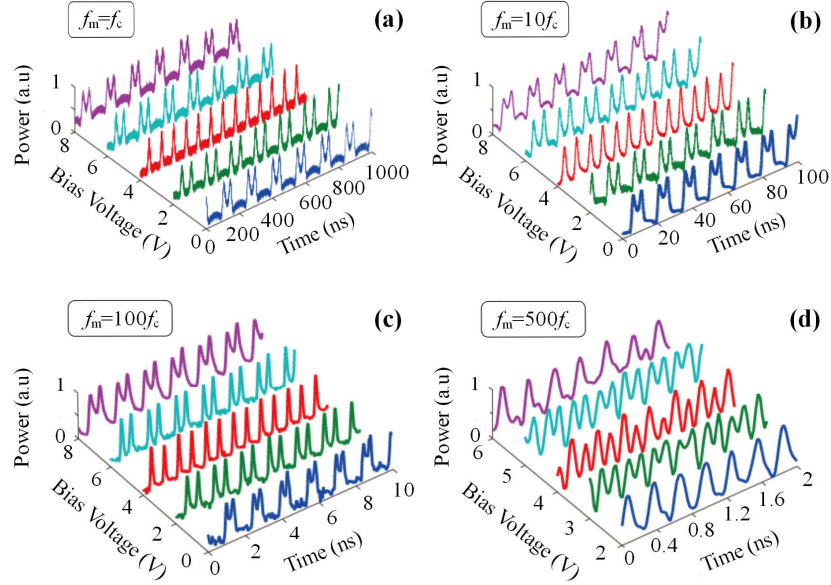 fm=fc
(a)
Power (a.u)
1
0
8
6
4
2
0
Bias Voltage (V)
0
200
400
600
800
1000
Time (ns)
fm=10fc
(b)
Power (a.u)
1
0
8
6
4
2
0
Bias Voltage (V)
0
20
40
60
80
100
Time (ns)
fm=100fc
(c)
Power (a.u)
1
0
8
6
4
2
0
Bias Voltage (V)
0
2
4
6
8
10
Time (ns)
fm=500fc
(d)
Power (a.u)
1
0
6
5
4
3
2
Bias Voltage (V)
0
0.4
0.8
1.2
1.6
2
Time (ns)